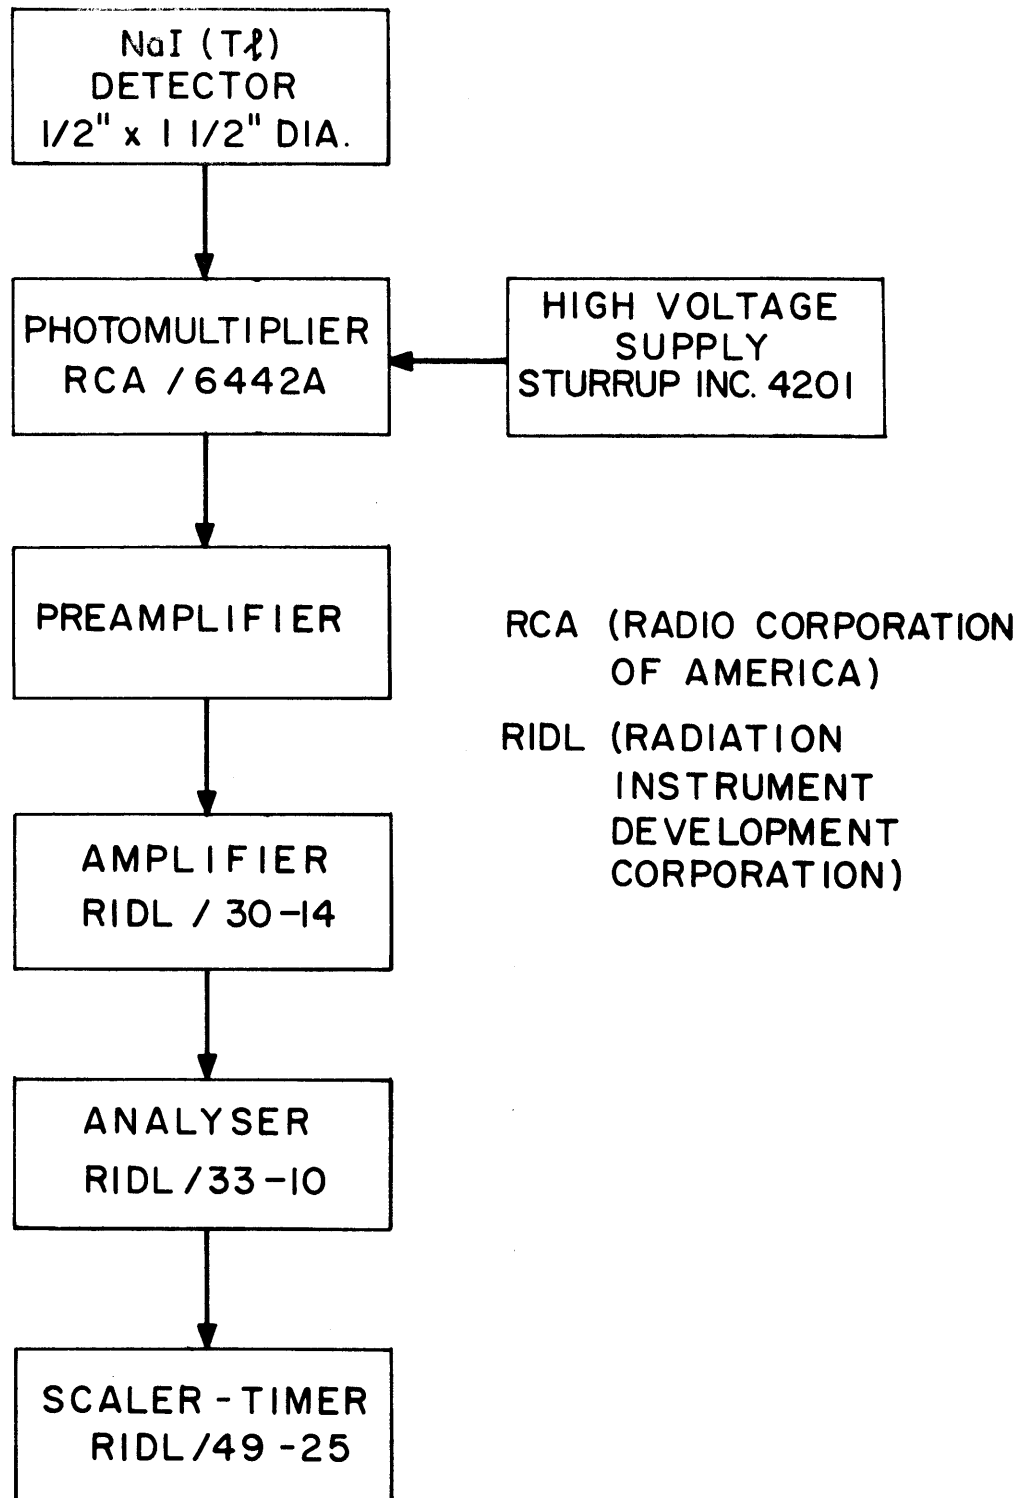 NaI (Tℓ)
DETECTOR
1/2" x 1 1/2" DIA.
PHOTOMULTIPLIER
RCA / 6442A
HIGH VOLTAGE
SUPPLY
STURRUP INC. 4201
PREAMPLIFIER
RCA (RADIO CORPORATION
OF AMERICA)
RIDL (RADIATION
INSTRUMENT
DEVELOPMENT
CORPORATION)
AMPLIFIER
RIDL / 30-14
ANALYSER
RIDL /33-10
SCALER - TIMER
RIDL/49 -25